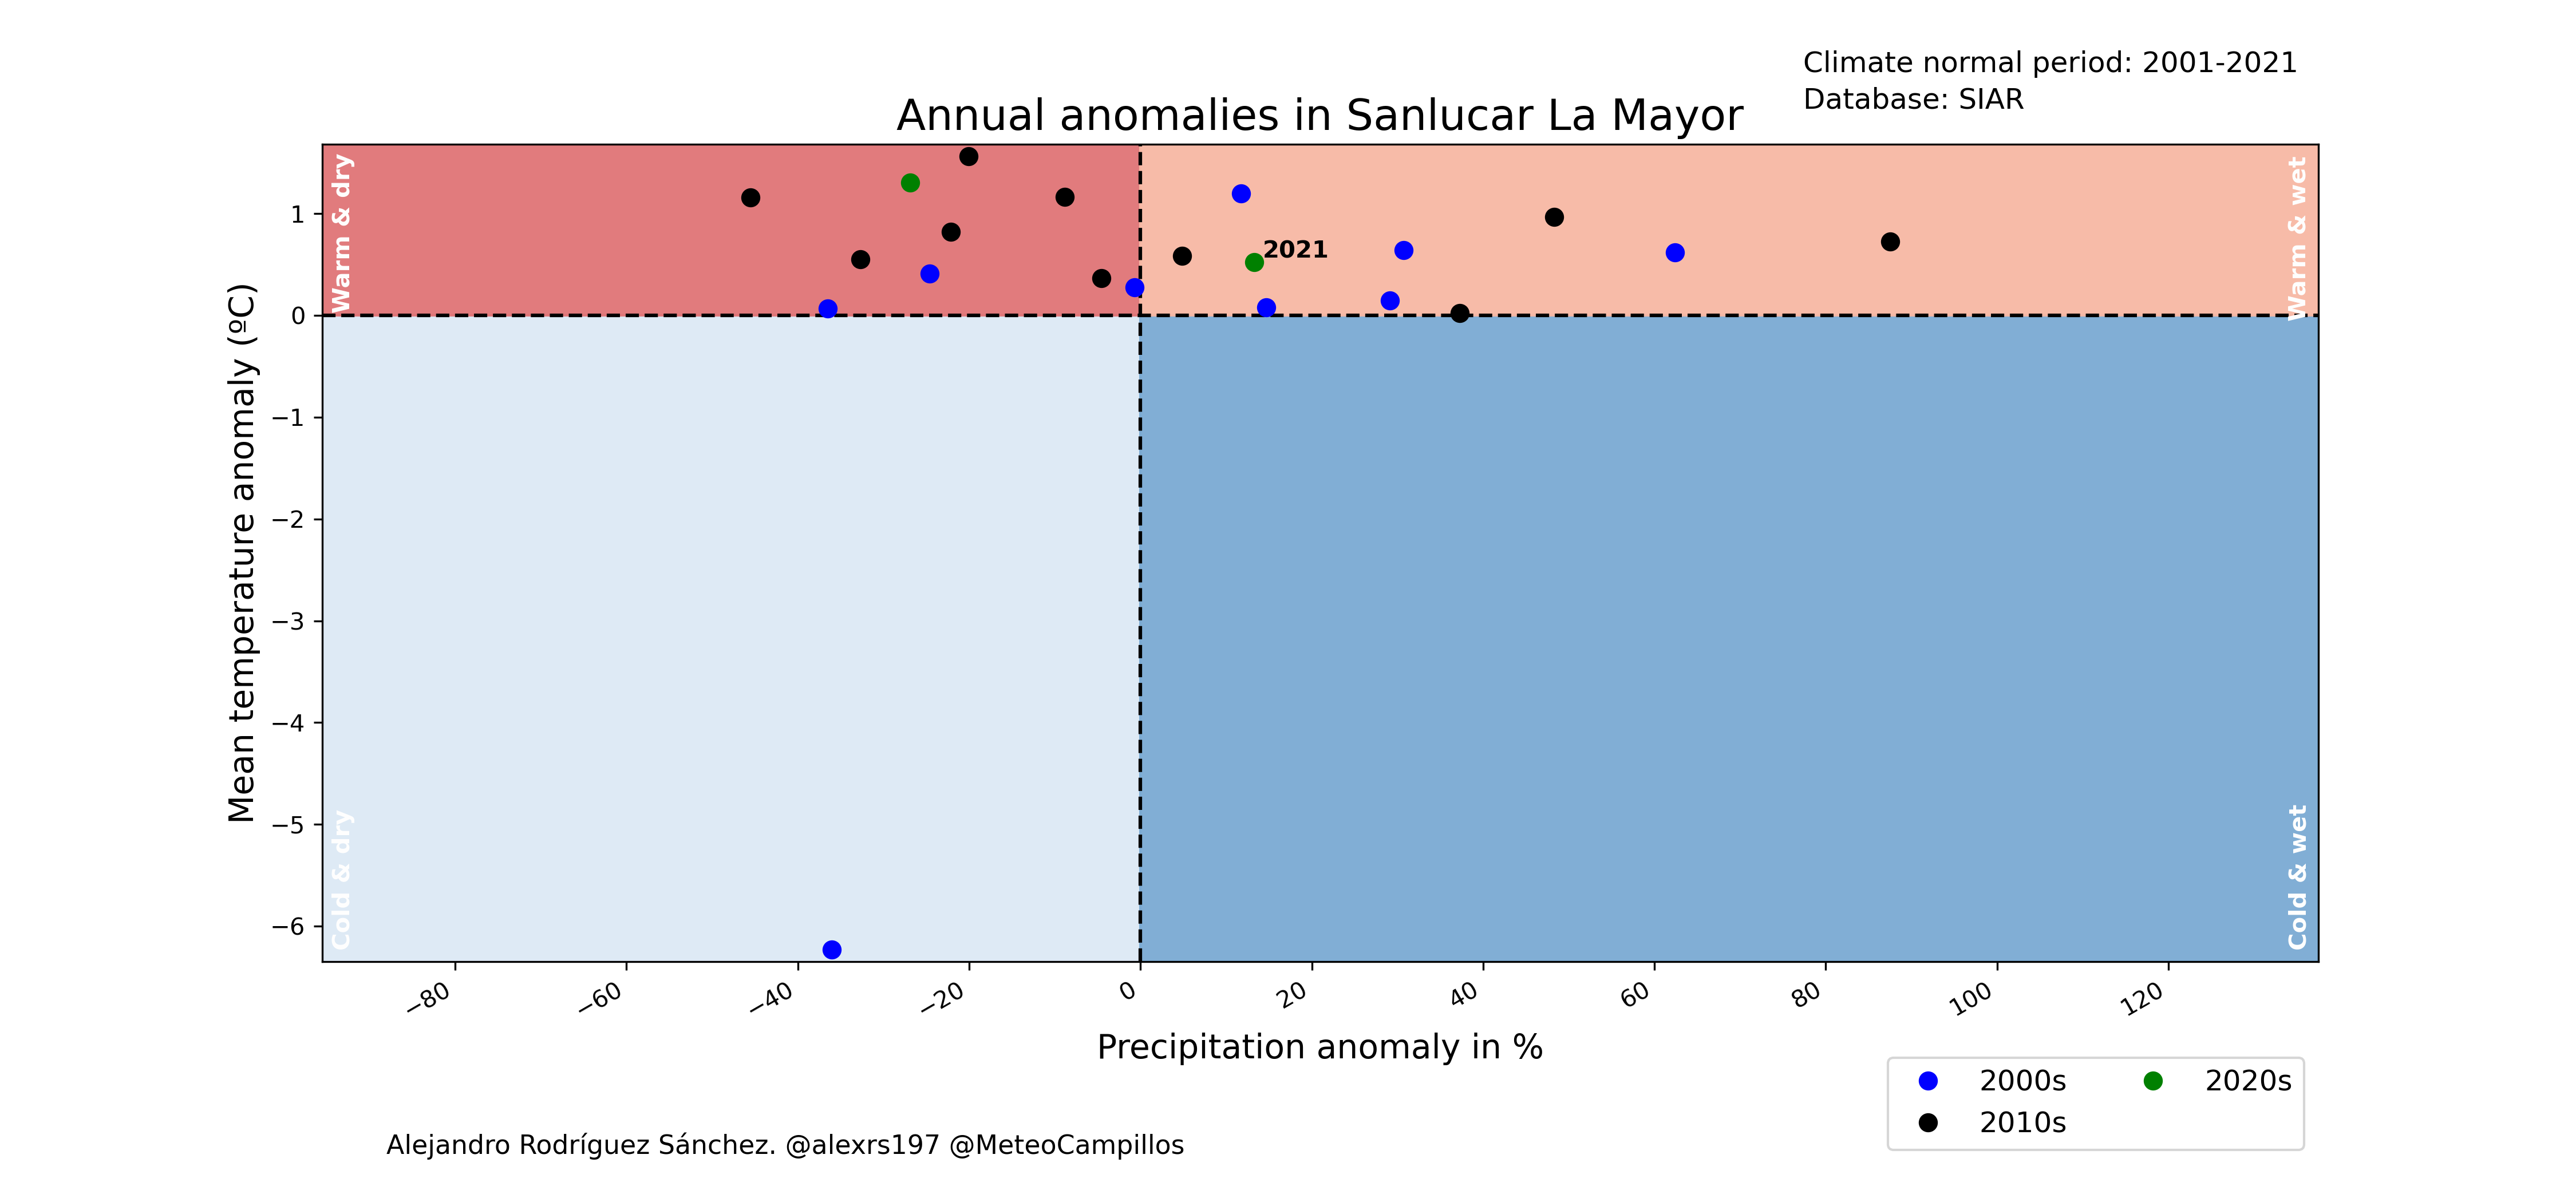 Climate normal period: 2001-2021
Database: SIAR
Annual anomalies in Sanlucar La Mayor
Warm & dry
Warm & wet
2021
Cold & dry
Cold & wet
Mean temperature anomaly (ºC)
1
0
−1
−2
−3
−4
−5
−6
−80
−60
−40
−20
0
20
40
60
80
100
120
Precipitation anomaly in %
2000s
2010s
2020s
Alejandro Rodríguez Sánchez. @alexrs197 @MeteoCampillos